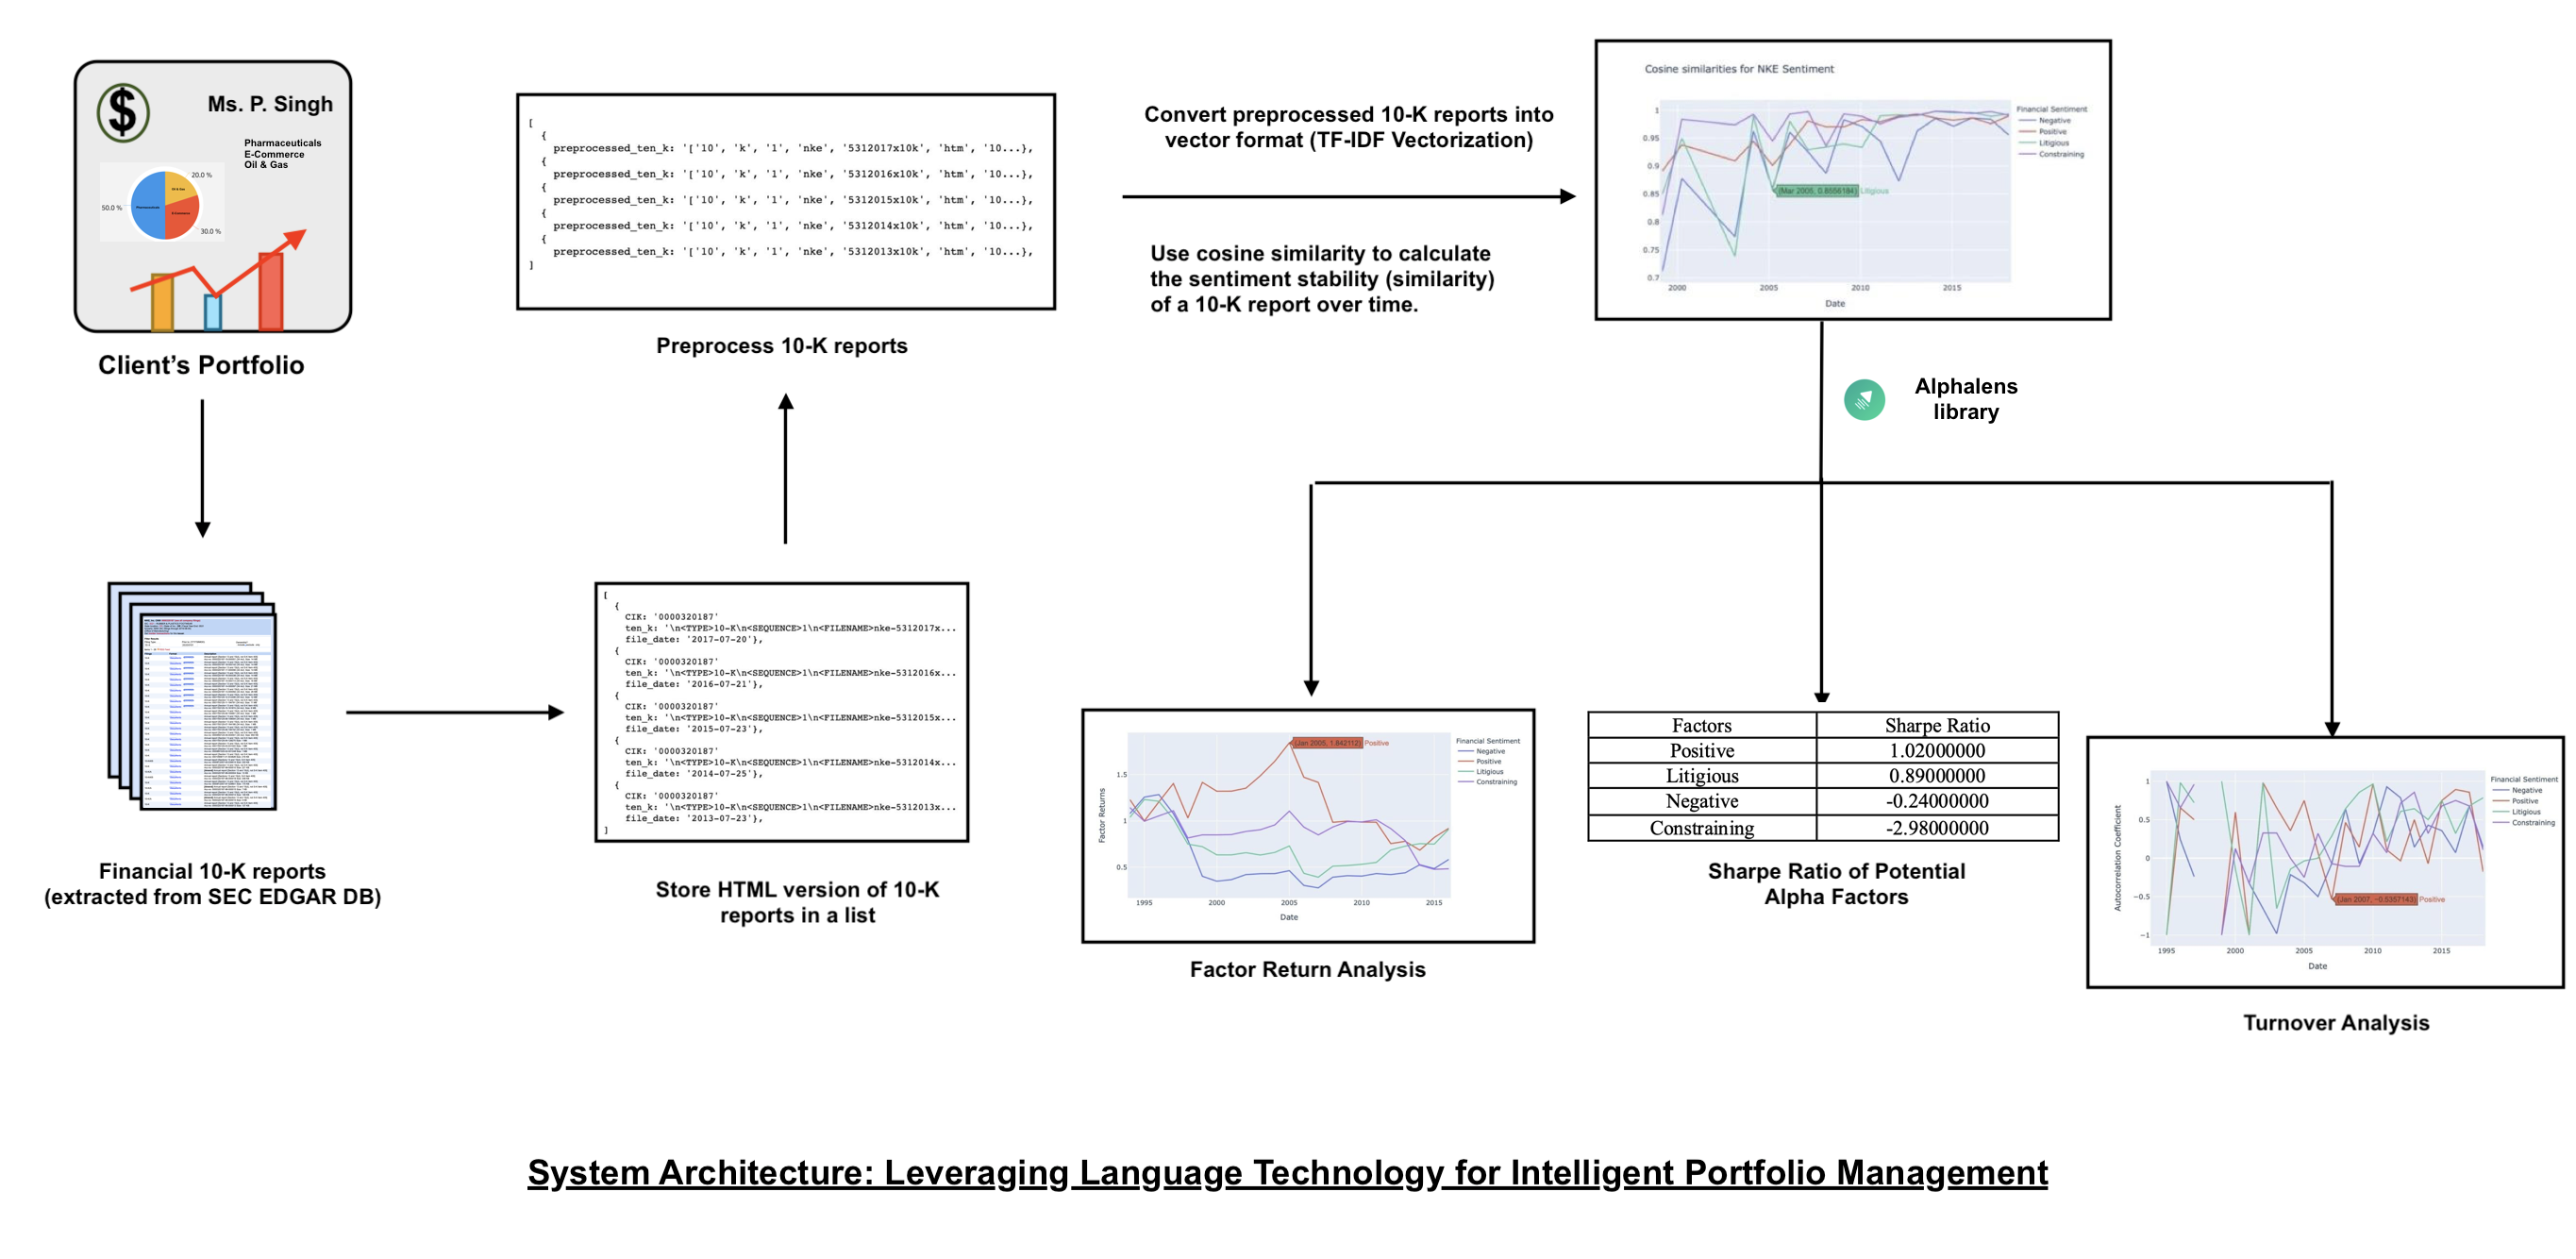 Ms. P. Singh
Pharmaceuticals
E-Commerce
Oil & Gas
20.0 %
50.0 %
30.0 %
Client's Portfolio
Financial 10-K reports
(extracted from SEC EDGAR DB)
[
{
CIK: '0000320187'
ten_k: '\n<TYPE>10-K\n<SEQUENCE>1\n<FILENAME>nke-5312017x...
file_date: '2017-07-20'},
{
CIK: '0000320187'
ten_k: '\n<TYPE>10-K\n<SEQUENCE>1\n<FILENAME>nke-5312016x...
file_date: '2016-07-21'},
{
CIK: '0000320187'
ten_k: '\n<TYPE>10-K\n<SEQUENCE>1\n<FILENAME>nke-5312015x...
file_date: '2015-07-23'},
{
CIK: '0000320187'
ten_k: '\n<TYPE>10-K\n<SEQUENCE>1\n<FILENAME>nke-5312014x...
file_date: '2014-07-25'},
{
CIK: '0000320187'
ten_k: '\n<TYPE>10-K\n<SEQUENCE>1\n<FILENAME>nke-5312013x...
file_date: '2013-07-23'},
]
Store HTML version of 10-K
reports in a list
[
{
preprocessed_ten_k: '['10', 'k', '1', 'nke', '5312017x10k', 'htm', '10...},
{
preprocessed_ten_k: '['10', 'k', '1', 'nke', '5312016x10k', 'htm', '10...},
{
preprocessed_ten_k: '['10', 'k', '1', 'nke', '5312015x10k', 'htm', '10...},
{
preprocessed_ten_k: '['10', 'k', '1', 'nke', '5312014x10k', 'htm', '10...},
{
preprocessed_ten_k: '['10', 'k', '1', 'nke', '5312013x10k', 'htm', '10...},
]
Preprocess 10-K reports
Convert preprocessed 10-K reports into
vector format (TF-IDF Vectorization)
Use cosine similarity to calculate
the sentiment stability (similarity)
of a 10-K report over time.
Cosine similarities for NKE Sentiment
1
0.95
0.9
0.85
0.8
0.75
0.7
2000 2005 2010 2015
Date
(Mar 2005, 0.8556184) Litigious
Financial Sentiment
Negative
Positive
Litigious
Constraining
Alphalens
library
Factor Returns
1.5
1
0.5
1995 2000 2005 2010 2015
Date
(Jan 2005, 1.842112) Positive
Financial Sentiment
Negative
Positive
Litigious
Constraining
Factor Return Analysis
Factors Sharpe Ratio
Positive 1.02000000
Litigious 0.89000000
Negative -0.24000000
Constraining -2.98000000
Sharpe Ratio of Potential
Alpha Factors
Autocorrelation Coefficient
1
0.5
0
−0.5
−1
1995 2000 2005 2010 2015
Date
(Jan 2007, −0.5357143) Positive
Financial Sentiment
Negative
Positive
Litigious
Constraining
Turnover Analysis
System Architecture: Leveraging Language Technology for Intelligent Portfolio Management